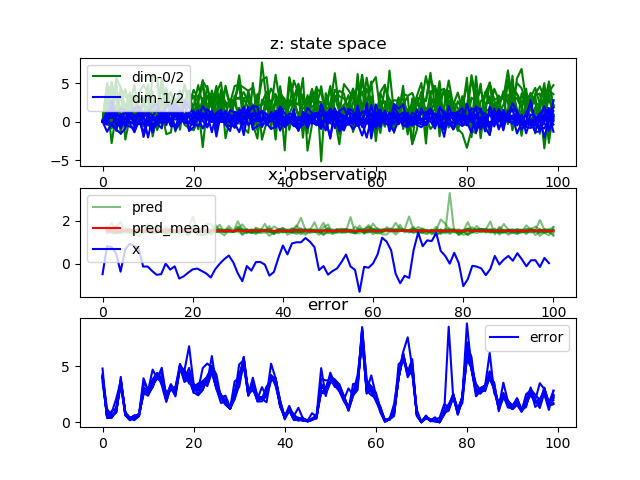 z: state space
5
0
−5
dim-0/2
dim-1/2
0 20 40 60 80 100
x: observation
2
0
pred
pred_mean
x
0 20 40 60 80 100
error
5
0
error
0 20 40 60 80 100